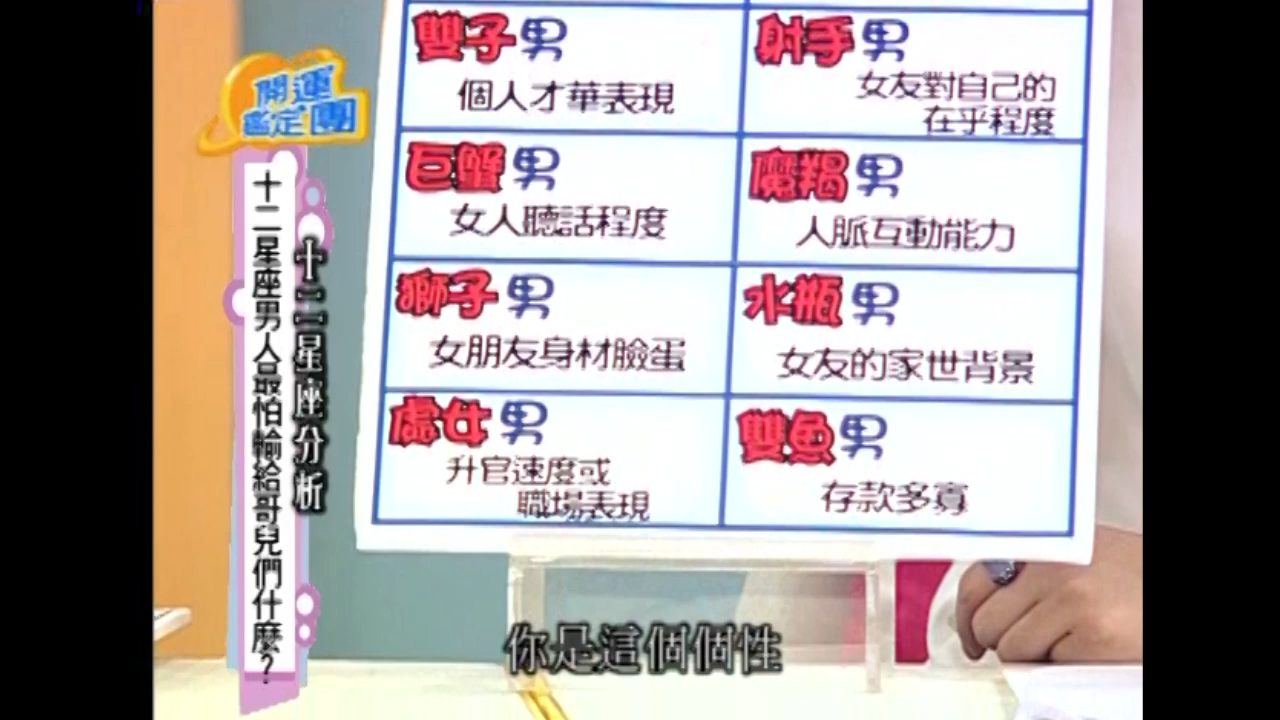 開運
鑑定團
十二星座分析
十二星座男人最怕輸給哥兒們什麼?
雙子男
個人才華表現
巨蟹男
女人聽話程度
獅子男
女朋友身材臉蛋
處女男
升官速度或
職場表現
射手男
女友對自己的
在乎程度
魔羯男
人脈互動能力
水瓶男
女友的家世背景
雙魚男
存款多寡
你是這個個性